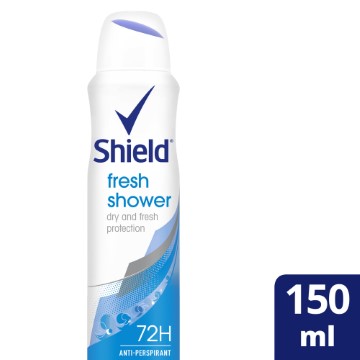 Shield®
fresh
shower
dry and fresh
protection
72H
ANTI-PERSPIRANT
150
ml